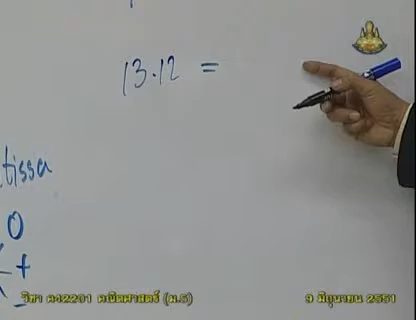 13.12 =
tissa
0
+
วิชา ค42201 คณิตศาสตร์ (ม.5)
9 มิถุนายน 2551